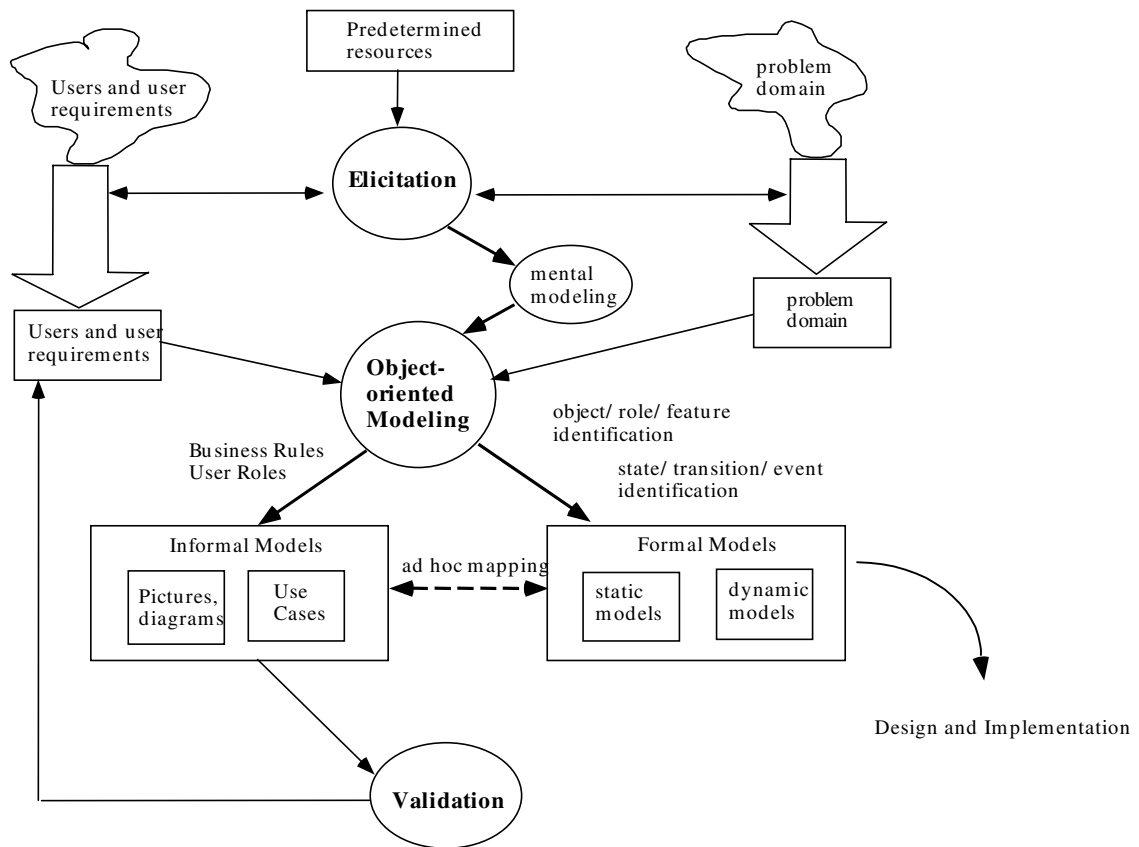 Predetermined
resources
Users and user
requirements
problem
domain
Elicitation
mental
modeling
Users and user
requirements
problem
domain
Object-
oriented
Modeling
object/ role/ feature
identification
Business Rules
User Roles
state/ transition/ event
identification
Informal Models
Pictures,
diagrams
Use
Cases
ad hoc mapping
Formal Models
static
models
dynamic
models
Design and Implementation
Validation